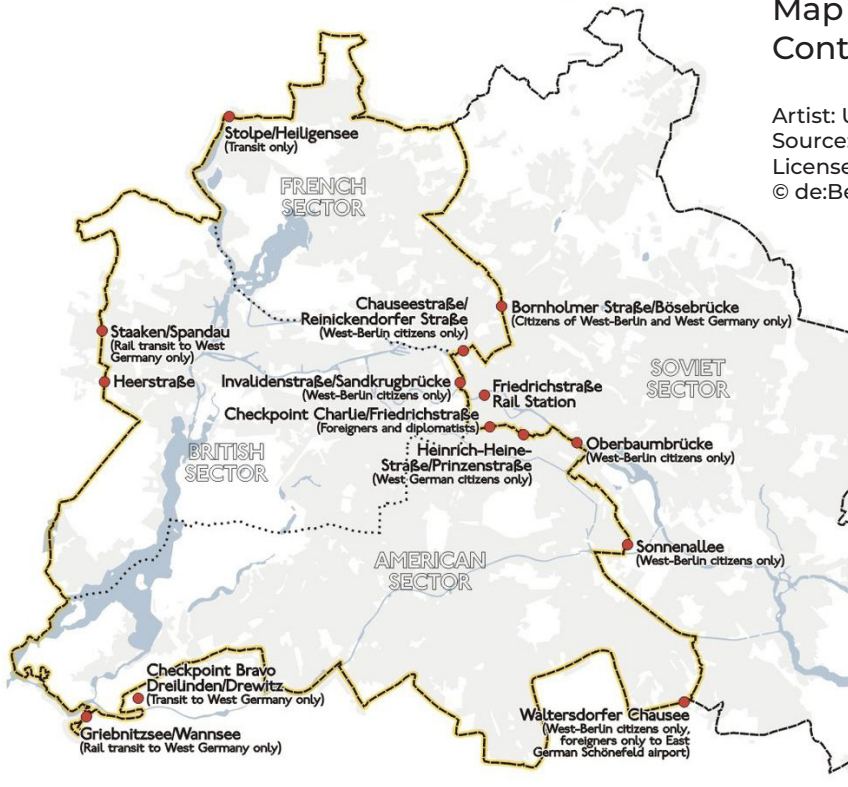 Map
Cont
Artist: U
Source:
License
© de:Be
Stolpe/Heiligensee
(Transit only)
FRENCH
SECTOR
Chauseestraße/
Reinickendorfer Straße
(West-Berlin citizens only)
Bornholmer Straße/Bösebrücke
(Citizens of West-Berlin and West Germany only)
Staaken/Spandau
(Rail transit to West
Germany only)
Heerstraße
Invalidenstraße/Sandkrugbrücke
(West-Berlin citizens only)
Friedrichstraße
Rail Station
SOVIET
SECTOR
Checkpoint Charlie/Friedrichstraße
(Foreigners and diplomatists)
Heinrich-Heine-
Straße/Prinzenstraße
(West German citizens only)
Oberbaumbrücke
(West-Berlin citizens only)
BRITISH
SECTOR
Sonnenallee
(West-Berlin citizens only)
AMERICAN
SECTOR
Checkpoint Bravo
Dreilinden/Drewitz
(Transit to West Germany only)
Griebnitzsee/Wannsee
(Rail transit to West Germany only)
Waltersdorfer Chausee
(West-Berlin citizens only,
foreigners only to East
German Schönefeld airport)